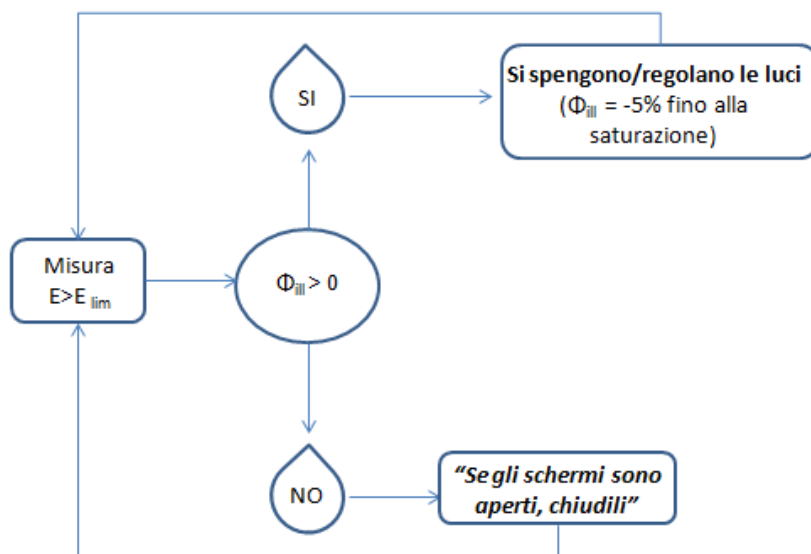 SI
Si spengono/regolano le luci
(Φill = -5% fino alla
saturazione)
Misura
E>E lim
Φill > 0
NO
“Se gli schermi sono
aperti, chiudili”